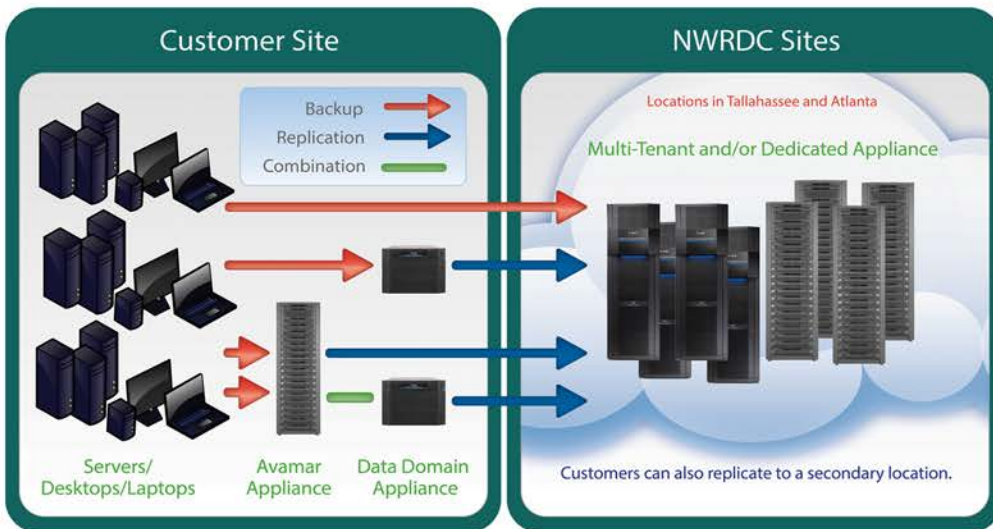 Customer Site
Backup
Replication
Combination
Servers/
Desktops/Laptops
Avamar
Appliance
Data Domain
Appliance
NWRDC Sites
Locations in Tallahassee and Atlanta
Multi-Tenant and/or Dedicated Appliance
Customers can also replicate to a secondary location.